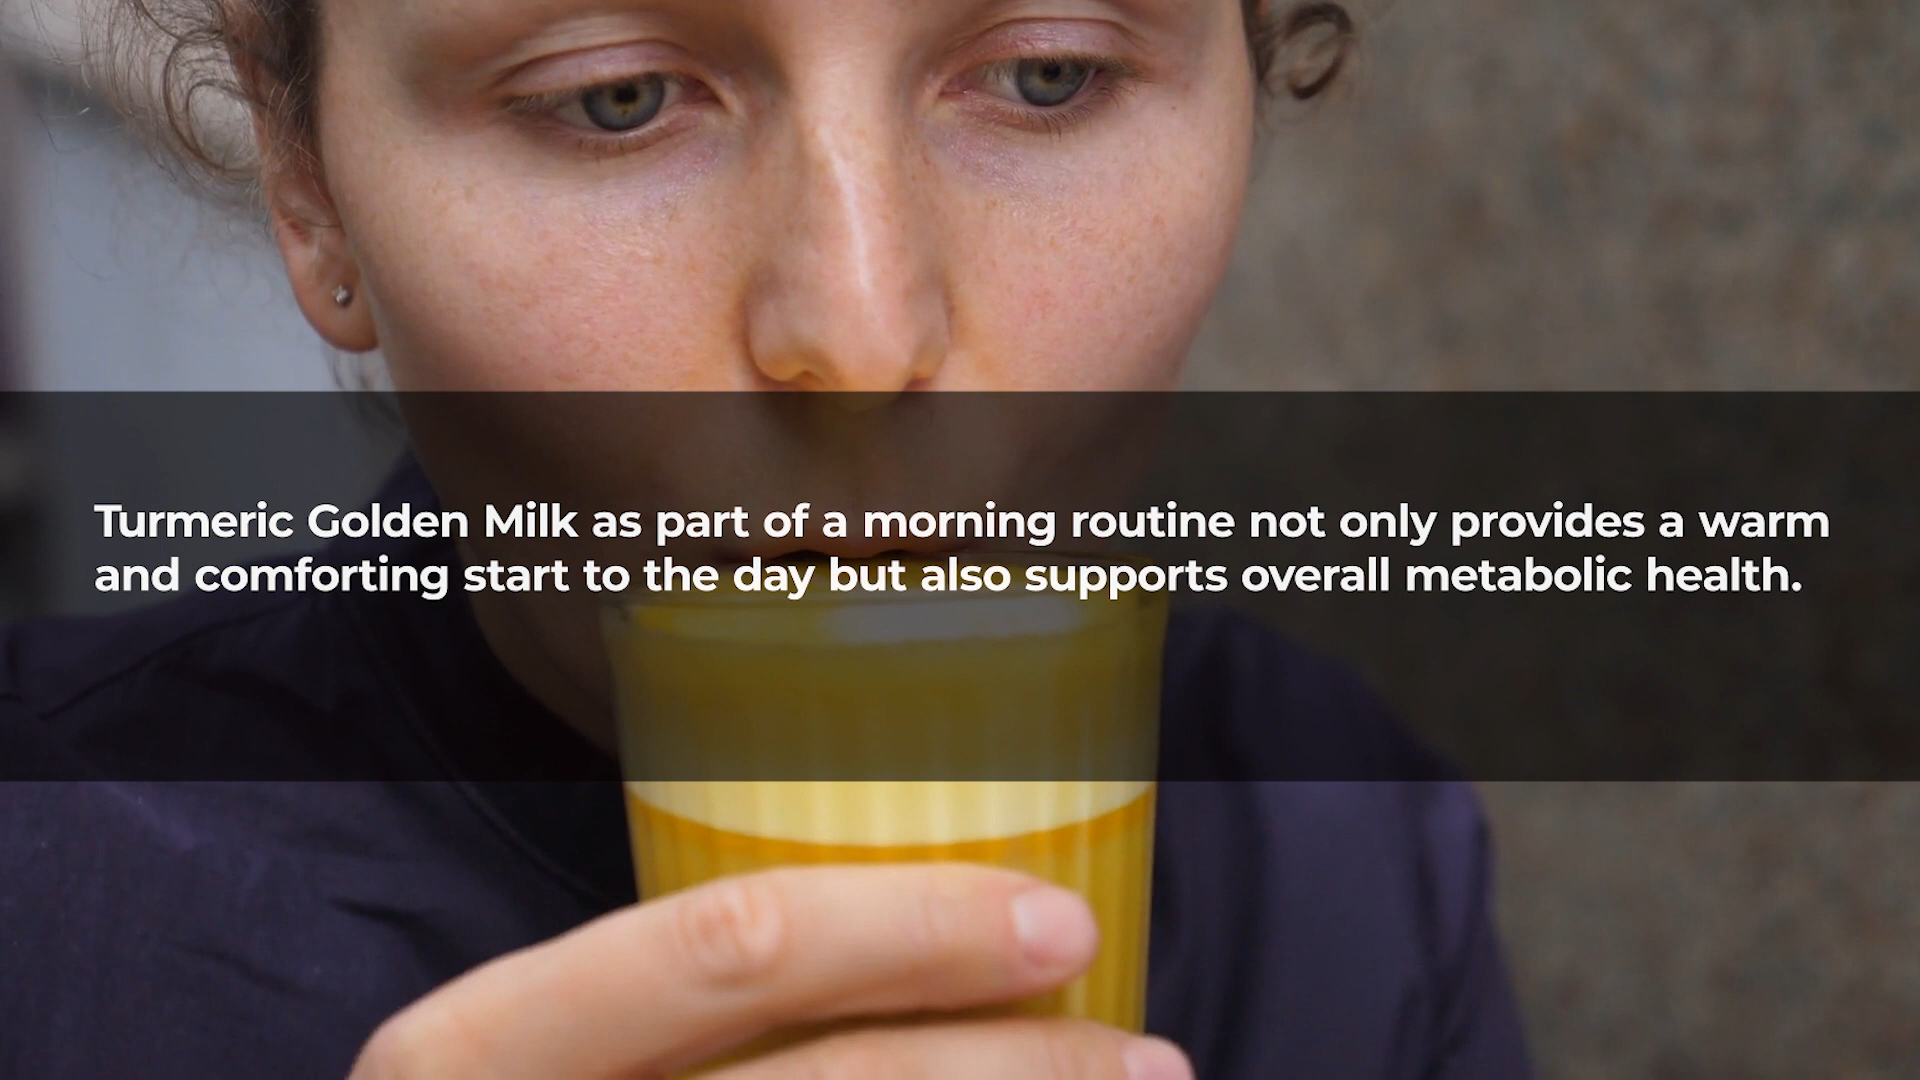 Turmeric Golden Milk as part of a morning routine not only provides a warm
and comforting start to the day but also supports overall metabolic health.